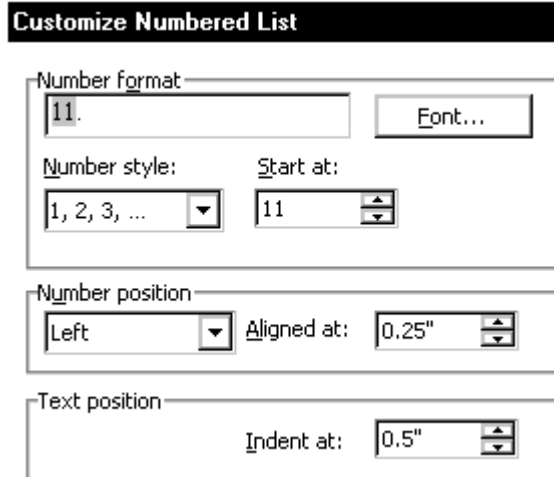 Customize Numbered List
Number format
11.
Font...
Number style:
Start at:
1, 2, 3, ...
11
Number position
Left
Aligned at:
0.25"
Text position
Indent at:
0.5"